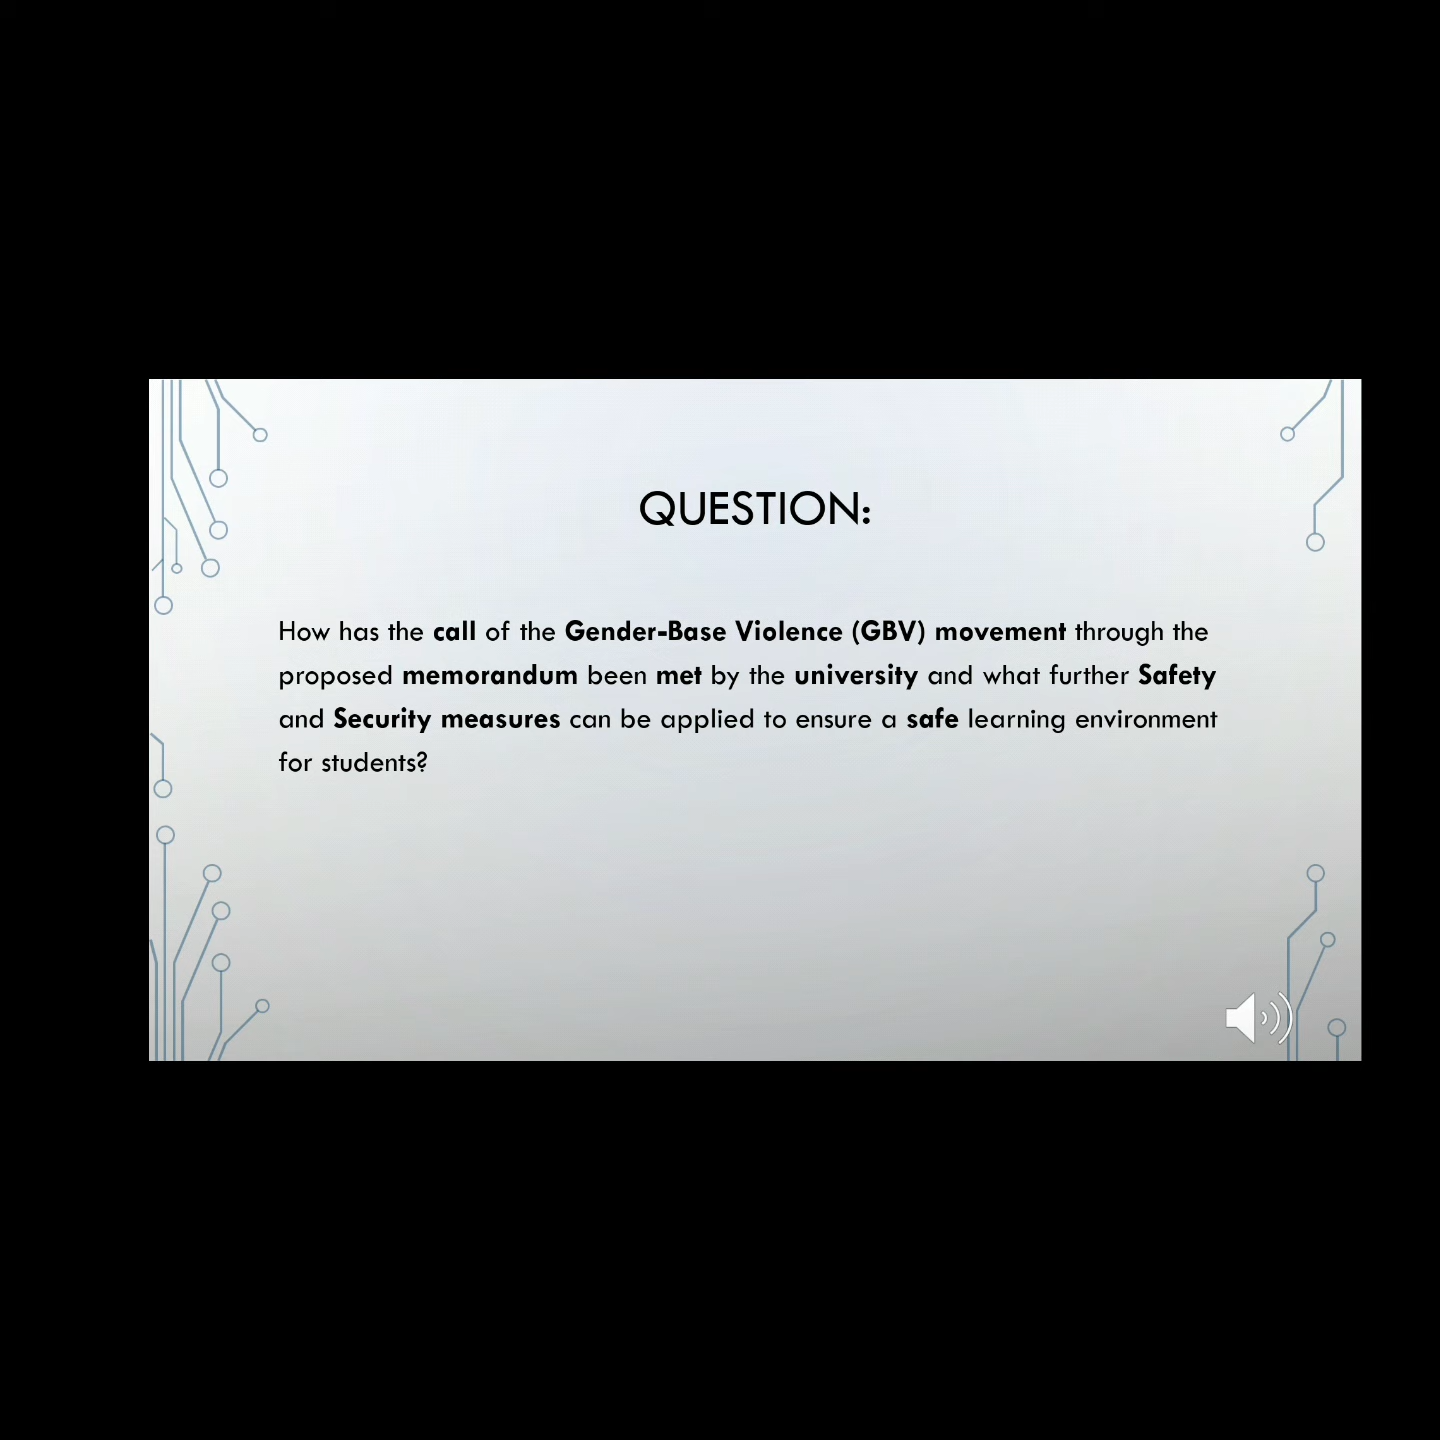 QUESTION:
How has the call of the Gender-Base Violence (GBV) movement through the
proposed memorandum been met by the university and what further Safety
and Security measures can be applied to ensure a safe learning environment
for students?